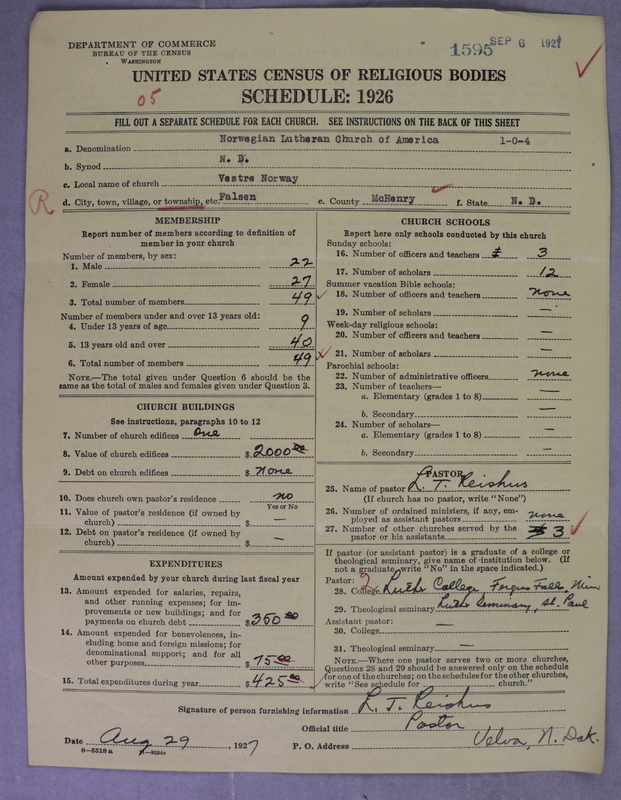 DEPARTMENT OF COMMERCE
BUREAU OF THE CENSUS
WASHINGTON
1595 SEP 6 1927
UNITED STATES CENSUS OF RELIGIOUS BODIES
SCHEDULE: 1926
05
FILL OUT A SEPARATE SCHEDULE FOR EACH CHURCH. SEE INSTRUCTIONS ON THE BACK OF THIS SHEET
a. Denomination Norwegian Lutheran Church of America 1-0-4
b. Synod N. D.
c. Local name of church Vestre Norway
R d. City, town, village, or township, etc. Falsen e. County McHenry f. State N. D.
MEMBERSHIP
Report number of members according to definition of
member in your church
Number of members, by sex:
1. Male 22
2. Female 27
3. Total number of members 49
Number of members under and over 13 years old:
4. Under 13 years of age 9
5. 13 years old and over 40
6. Total number of members 49
NOTE.—The total given under Question 6 should be the
same as the total of males and females given under Question 3.
CHURCH BUILDINGS
See instructions, paragraphs 10 to 12
7. Number of church edifices One
8. Value of church edifices $ 2000 00
9. Debt on church edifices $ None
10. Does church own pastor's residence no
Yes or No
11. Value of pastor's residence (if owned by
church) $ —
12. Debt on pastor's residence (if owned by
church) $ —
EXPENDITURES
Amount expended by your church during last fiscal year
13. Amount expended for salaries, repairs,
and other running expenses; for im-
provements or new buildings; and for
payments on church debt $ 350 00
14. Amount expended for benevolences, in-
cluding home and foreign missions; for
denominational support; and for all
other purposes $ 75 00
15. Total expenditures during year $ 425 00
CHURCH SCHOOLS
Report here only schools conducted by this church
Sunday schools:
16. Number of officers and teachers 3
17. Number of scholars 12
Summer vacation Bible schools:
18. Number of officers and teachers none
19. Number of scholars —
Week-day religious schools:
20. Number of officers and teachers —
21. Number of scholars —
Parochial schools:
22. Number of administrative officers none
23. Number of teachers—
a. Elementary (grades 1 to 8) —
b. Secondary
24. Number of scholars—
a. Elementary (grades 1 to 8) —
b. Secondary —
PASTOR
25. Name of pastor L. T. Reishus
(If church has no pastor, write "None")
26. Number of ordained ministers, if any, em-
ployed as assistant pastors none
27. Number of other churches served by the
pastor or his assistants 3
If pastor (or assistant pastor) is a graduate of a college or
theological seminary, give name of institution below. (If
not a graduate, write "No" in the space indicated.)
Pastor:
28. College Luther College, Fergus Falls, Min
29. Theological seminary Luther Seminary, St. Paul
Assistant pastor:
30. College —
31. Theological seminary —
NOTE.—Where one pastor serves two or more churches,
Questions 28 and 29 should be answered only on the schedule
for one of the churches; on the schedules for the other churches,
write "See schedule for church."
Signature of person furnishing information L. T. Reishus
Official title Pastor
Date Aug 29, 1927 P. O. Address Velva, N. Dak.
8—5518a